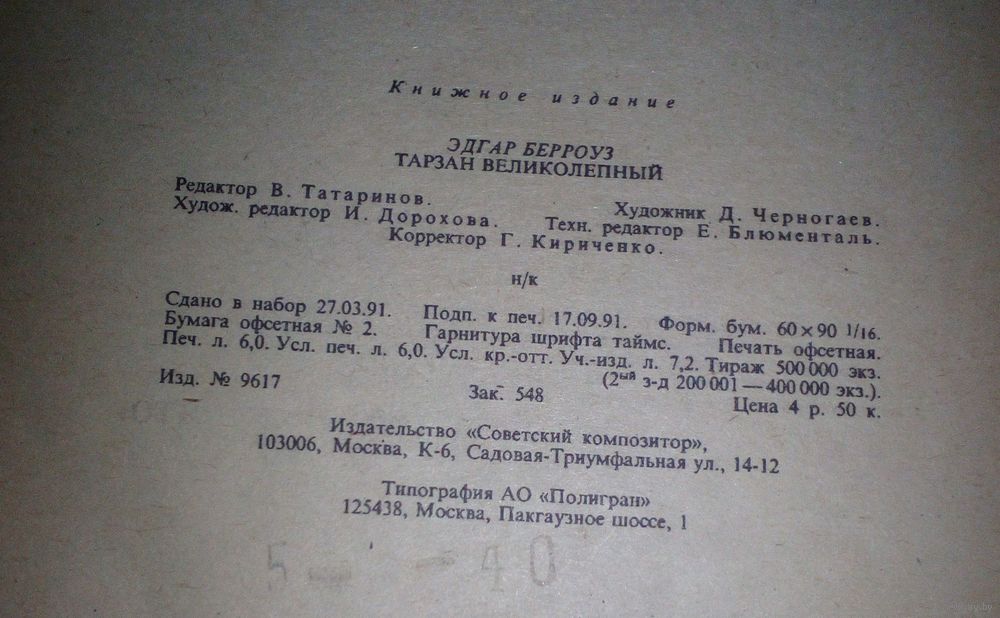 Книжное издание
ЭДГАР БЕРРОУЗ
ТАРЗАН ВЕЛИКОЛЕПНЫЙ
Редактор В. Татаринов. Художник Д. Черногаев.
Худож. редактор И. Дорохова. Техн. редактор Е. Блюменталь.
Корректор Г. Кириченко.
н/к
Сдано в набор 27.03.91. Подп. к печ. 17.09.91. Форм. бум. 60×90 1/16.
Бумага офсетная № 2. Гарнитура шрифта таймс. Печать офсетная.
Печ. л. 6,0. Усл. печ. л. 6,0. Усл. кр.-отт. Уч.-изд. л. 7,2. Тираж 500 000 экз.
(2ый з-д 200 001 — 400 000 экз.).
Изд. № 9617 Зак. 548 Цена 4 р. 50 к.
Издательство «Советский композитор»,
103006, Москва, К-6, Садовая-Триумфальная ул., 14-12
Типография АО «Полигран»
125438, Москва, Пакгаузное шоссе, 1
5 — - 40